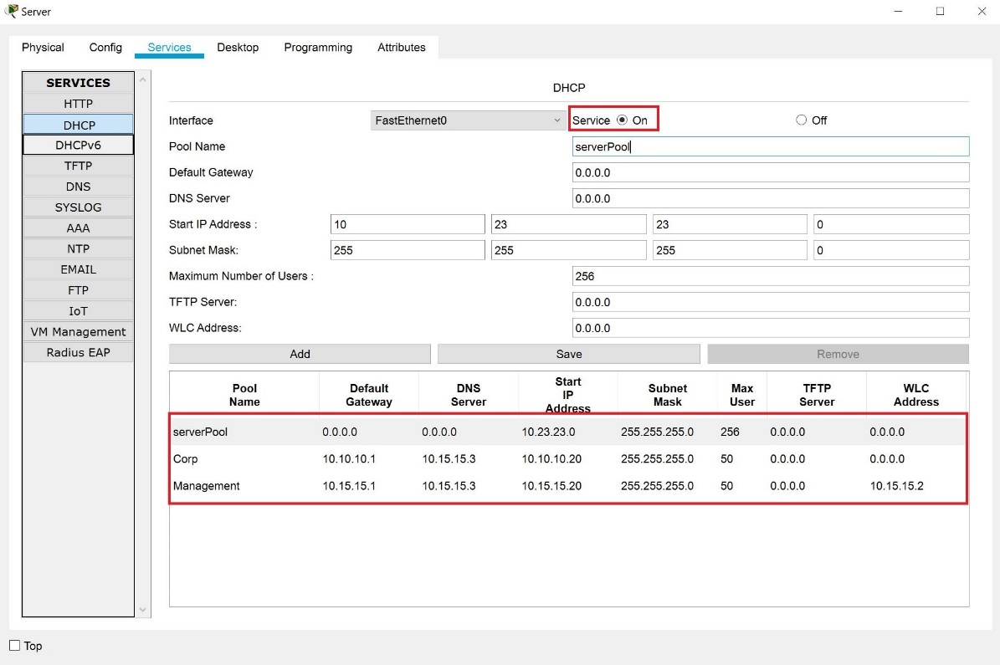 Server
Physical Config Services Desktop Programming Attributes
SERVICES
HTTP
DHCP
DHCPv6
TFTP
DNS
SYSLOG
AAA
NTP
EMAIL
FTP
IoT
VM Management
Radius EAP
DHCP
Interface FastEthernet0 Service On Off
Pool Name serverPool
Default Gateway 0.0.0.0
DNS Server 0.0.0.0
Start IP Address : 10 23 23 0
Subnet Mask: 255 255 255 0
Maximum Number of Users : 256
TFTP Server: 0.0.0.0
WLC Address: 0.0.0.0
Add Save Remove
Pool Name Default Gateway DNS Server Start IP Address Subnet Mask Max User TFTP Server WLC Address
serverPool 0.0.0.0 0.0.0.0 10.23.23.0 255.255.255.0 256 0.0.0.0 0.0.0.0
Corp 10.10.10.1 10.15.15.3 10.10.10.20 255.255.255.0 50 0.0.0.0 0.0.0.0
Management 10.15.15.1 10.15.15.3 10.15.15.20 255.255.255.0 50 0.0.0.0 10.15.15.2
Top